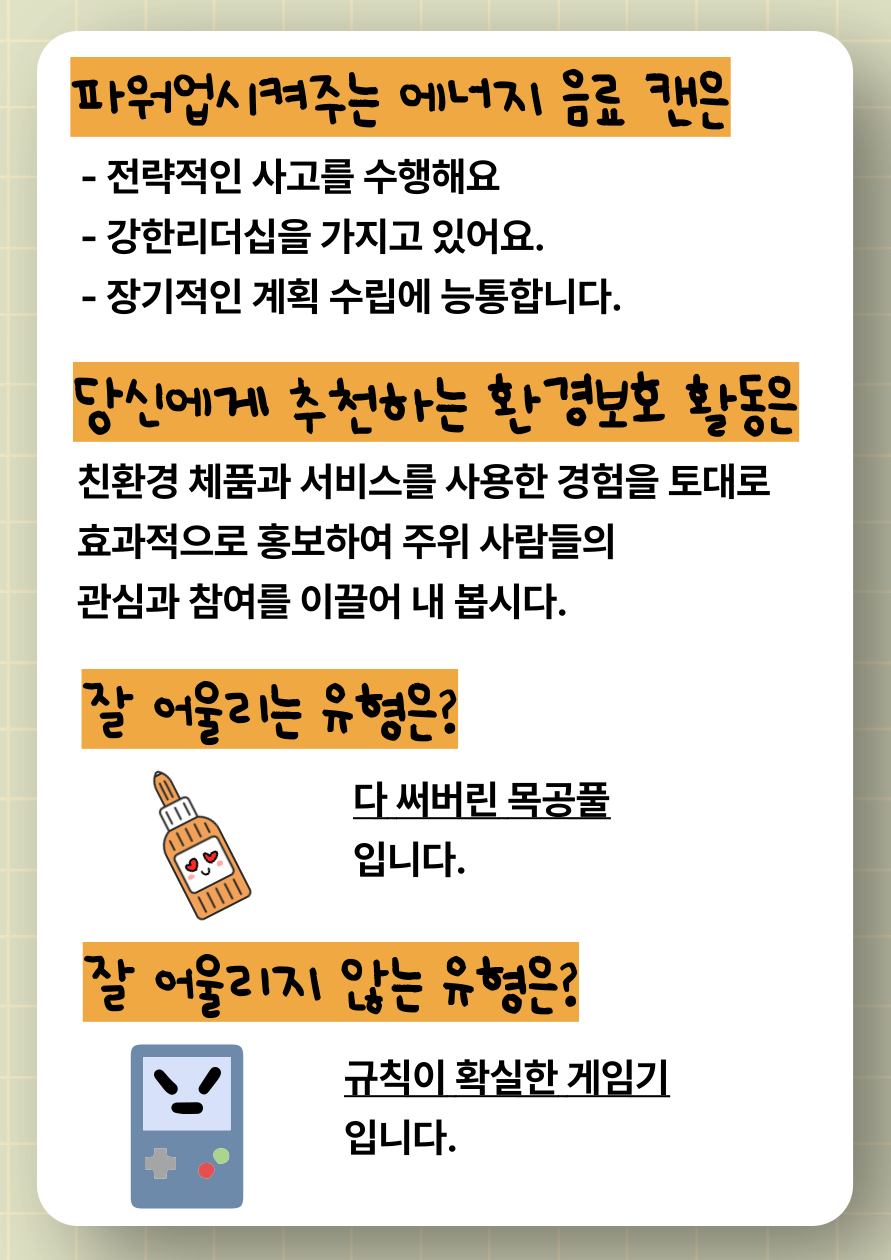 파워업시켜주는 에너지 음료 캔은
- 전략적인 사고를 수행해요
- 강한리더십을 가지고 있어요.
- 장기적인 계획 수립에 능통합니다.
당신에게 추천하는 환경보호 활동은
친환경 제품과 서비스를 사용한 경험을 토대로
효과적으로 홍보하여 주위 사람들의
관심과 참여를 이끌어 내 봅시다.
잘 어울리는 유형은?
다 써버린 목공풀
입니다.
잘 어울리지 않는 유형은?
규칙이 확실한 게임기
입니다.